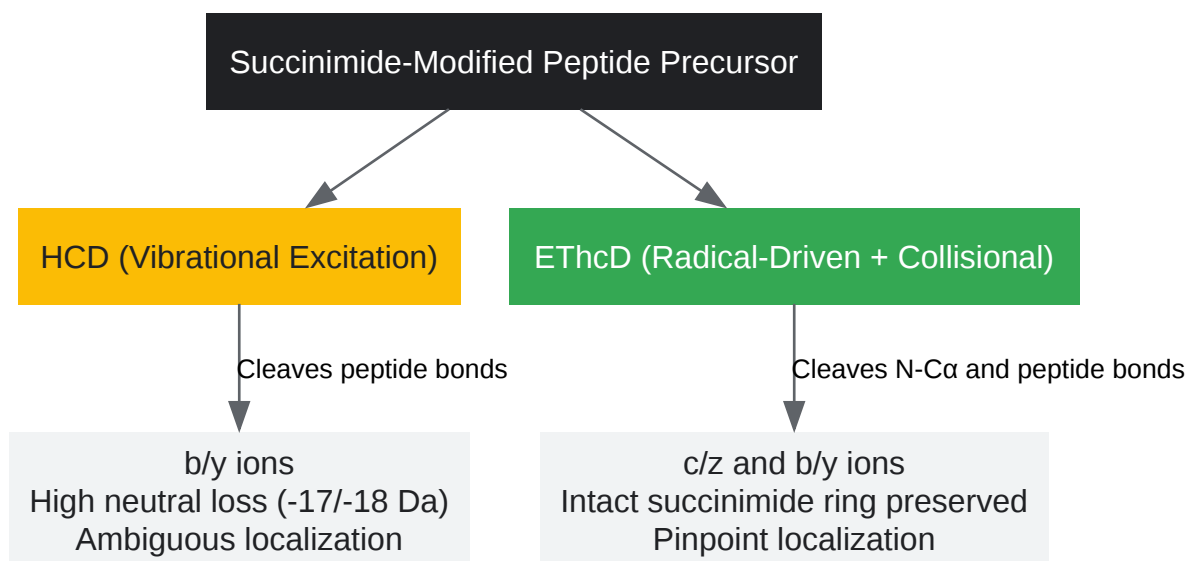 Succinimide-Modified Peptide Precursor
HCD (Vibrational Excitation)
EThcD (Radical-Driven + Collisional)
Cleaves peptide bonds
Cleaves N-Cα and peptide bonds
b/y ions
High neutral loss (-17/-18 Da)
Ambiguous localization
c/z and b/y ions
Intact succinimide ring preserved
Pinpoint localization